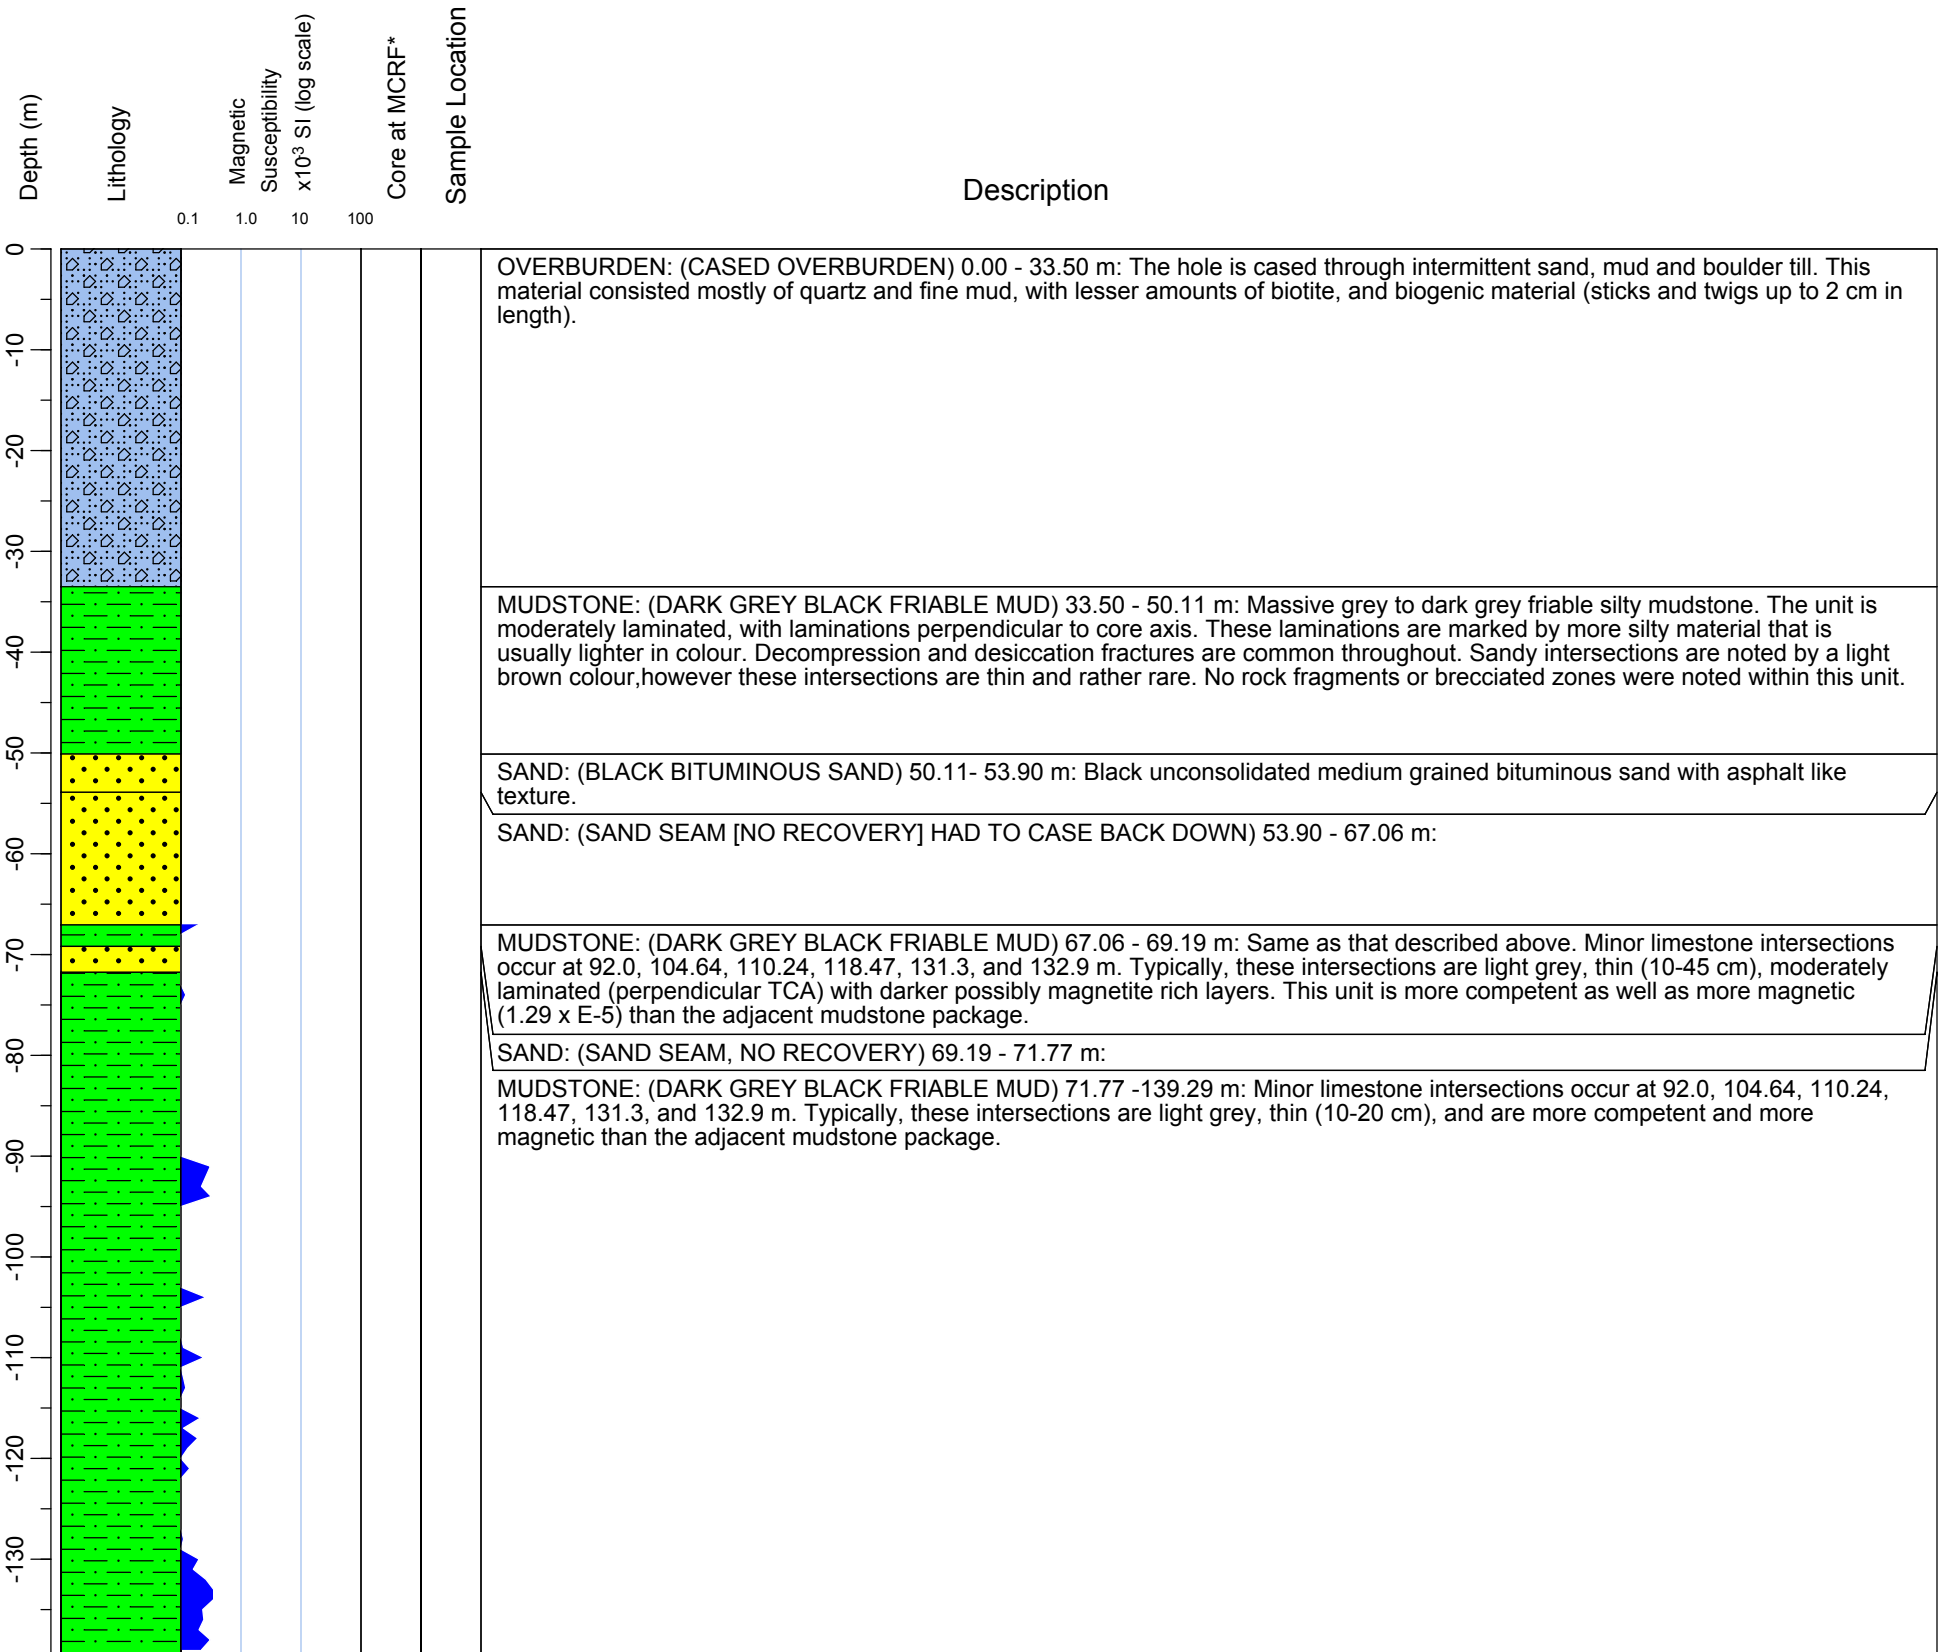 Depth (m)
Lithology
Magnetic
Susceptibility
x10³ SI (log scale)
Core at MCRF*
Sample Location
Description
0.1 1.0 10 100
0
-10
-20
-30
-40
-50
-60
-70
-80
-90
-100
-110
-120
-130
OVERBURDEN: (CASED OVERBURDEN) 0.00 - 33.50 m: The hole is cased through intermittent sand, mud and boulder till. This
material consisted mostly of quartz and fine mud, with lesser amounts of biotite, and biogenic material (sticks and twigs up to 2 cm in
length).
MUDSTONE: (DARK GREY BLACK FRIABLE MUD) 33.50 - 50.11 m: Massive grey to dark grey friable silty mudstone. The unit is
moderately laminated, with laminations perpendicular to core axis. These laminations are marked by more silty material that is
usually lighter in colour. Decompression and desiccation fractures are common throughout. Sandy intersections are noted by a light
brown colour,however these intersections are thin and rather rare. No rock fragments or brecciated zones were noted within this unit.
SAND: (BLACK BITUMINOUS SAND) 50.11- 53.90 m: Black unconsolidated medium grained bituminous sand with asphalt like
texture.
SAND: (SAND SEAM [NO RECOVERY] HAD TO CASE BACK DOWN) 53.90 - 67.06 m:
MUDSTONE: (DARK GREY BLACK FRIABLE MUD) 67.06 - 69.19 m: Same as that described above. Minor limestone intersections
occur at 92.0, 104.64, 110.24, 118.47, 131.3, and 132.9 m. Typically, these intersections are light grey, thin (10-45 cm), moderately
laminated (perpendicular TCA) with darker possibly magnetite rich layers. This unit is more competent as well as more magnetic
(1.29 x E-5) than the adjacent mudstone package.
SAND: (SAND SEAM, NO RECOVERY) 69.19 - 71.77 m:
MUDSTONE: (DARK GREY BLACK FRIABLE MUD) 71.77 -139.29 m: Minor limestone intersections occur at 92.0, 104.64, 110.24,
118.47, 131.3, and 132.9 m. Typically, these intersections are light grey, thin (10-20 cm), and are more competent and more
magnetic than the adjacent mudstone package.